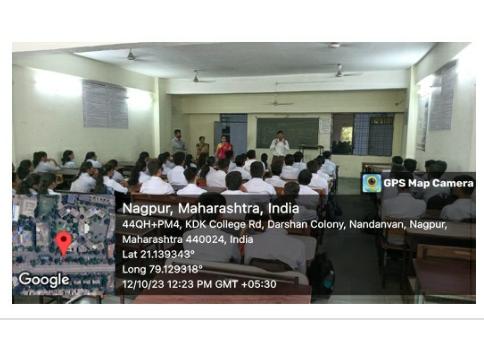 GPS Map Camera
Nagpur, Maharashtra, India
44QH+PM4, KDK College Rd, Darshan Colony, Nandanvan, Nagpur,
Maharashtra 440024, India
Lat 21.139343°
Long 79.129318°
12/10/23 12:23 PM GMT +05:30
Google